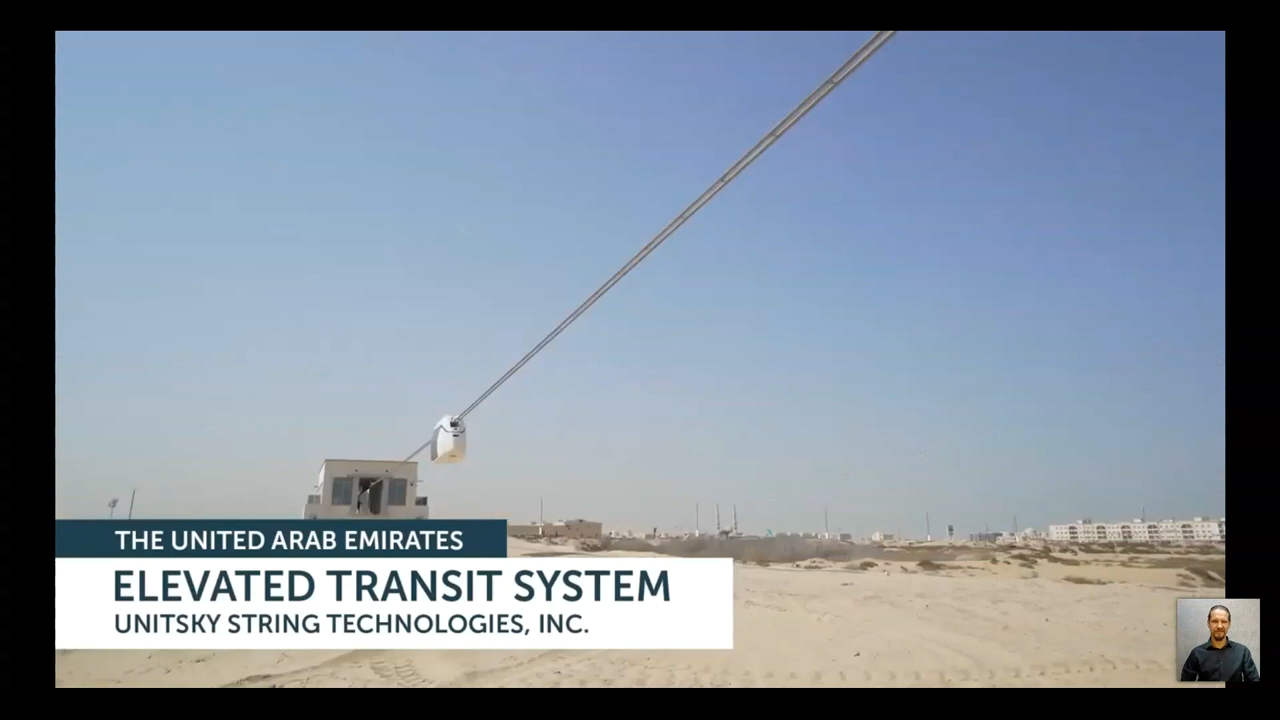 THE UNITED ARAB EMIRATES
ELEVATED TRANSIT SYSTEM
UNITSKY STRING TECHNOLOGIES, INC.